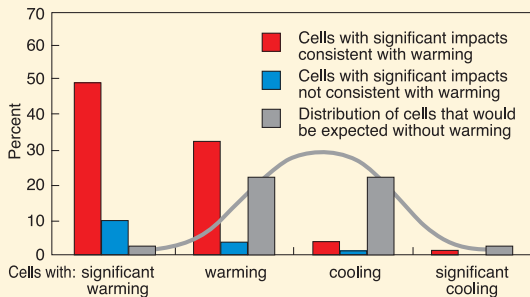 70
60
50
40
30
20
10
0
Percent
Cells with significant impacts
consistent with warming
Cells with significant impacts
not consistent with warming
Distribution of cells that would
be expected without warming
Cells with: significant warming
warming
cooling
significant cooling